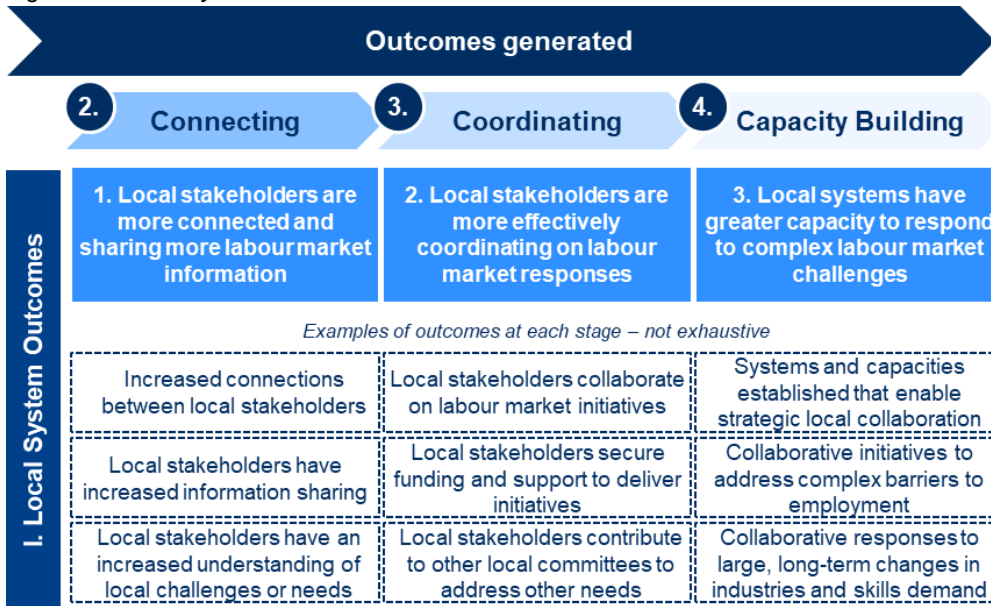 Outcomes generated
2. Connecting
3. Coordinating
4. Capacity Building
I. Local System Outcomes
1. Local stakeholders are
more connected and
sharing more labour market
information
2. Local stakeholders are
more effectively
coordinating on labour
market responses
3. Local systems have
greater capacity to respond
to complex labour market
challenges
Examples of outcomes at each stage – not exhaustive
Increased connections
between local stakeholders
Local stakeholders collaborate
on labour market initiatives
Systems and capacities
established that enable
strategic local collaboration
Local stakeholders have
increased information sharing
Local stakeholders secure
funding and support to deliver
initiatives
Collaborative initiatives to
address complex barriers to
employment
Local stakeholders have an
increased understanding of
local challenges or needs
Local stakeholders contribute
to other local committees to
address other needs
Collaborative responses to
large, long-term changes in
industries and skills demand